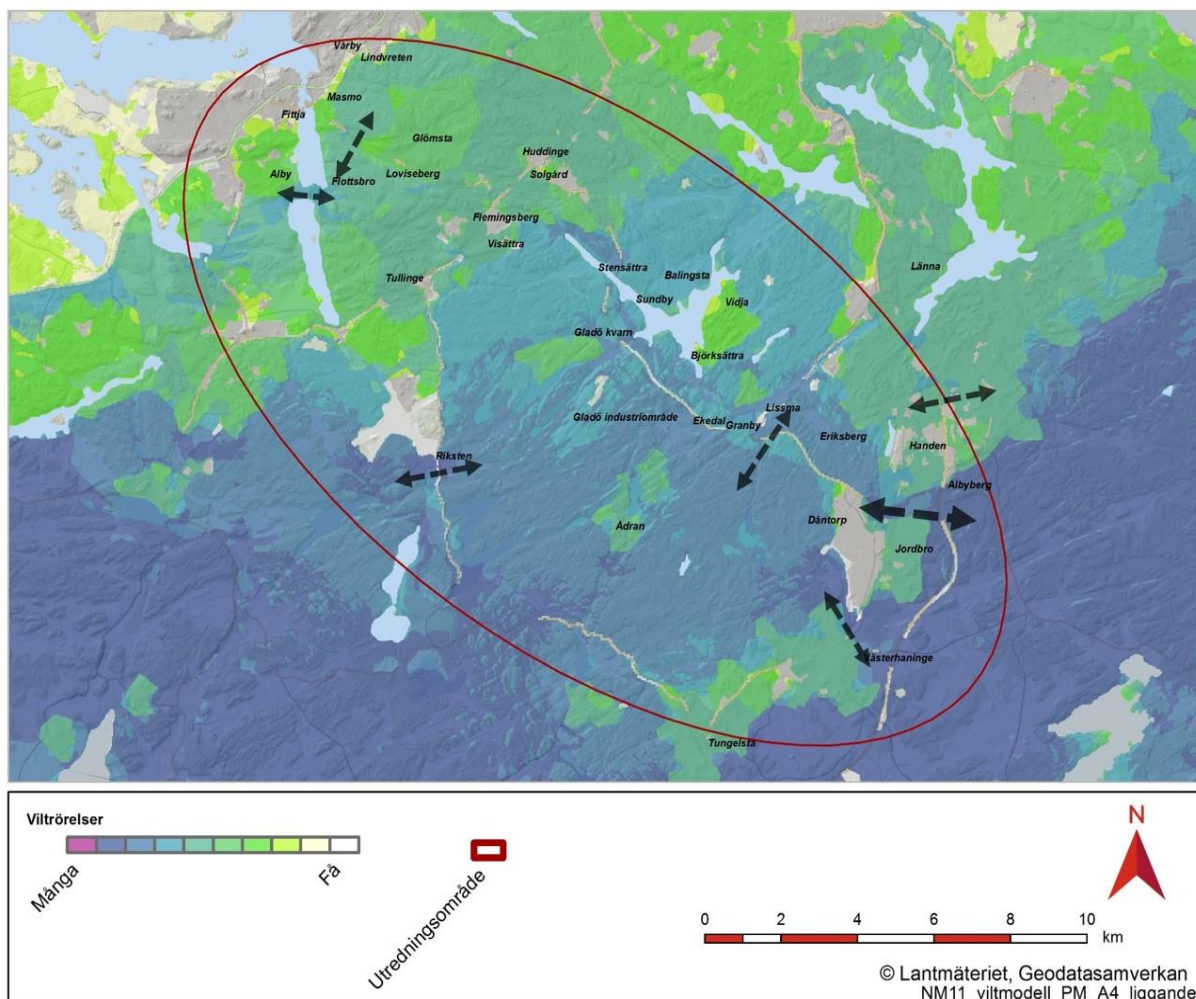 Vårby
Lindvreten
Masmo
Fittja
Glömsta
Huddinge
Alby
Flottsbro
Loviseberg
Solgård
Flemingsberg
Visättra
Tullinge
Stensättra
Balingsta
Länna
Sundby
Vidja
Gladö kvarn
Björksättra
Lissma
Gladö industriområde
Ekedal
Granby
Eriksberg
Handen
Riksten
Albyberg
Ådran
Dåntorp
Jordbro
Västerhaninge
Tungelsta
Viltrörelser
Många
Få
Utredningsområde
N
0 2 4 6 8 10
km
© Lantmäteriet, Geodatasamverkan
NM11_viltmodell_PM_A4_liggande